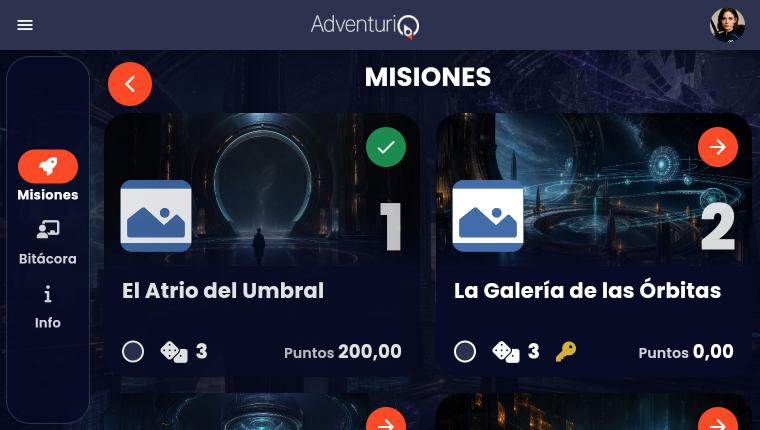 AdventuriQ
MISIONES
Misiones
Bitácora
Info
1
El Atrio del Umbral
3
Puntos 200,00
2
La Galería de las Órbitas
3
Puntos 0,00